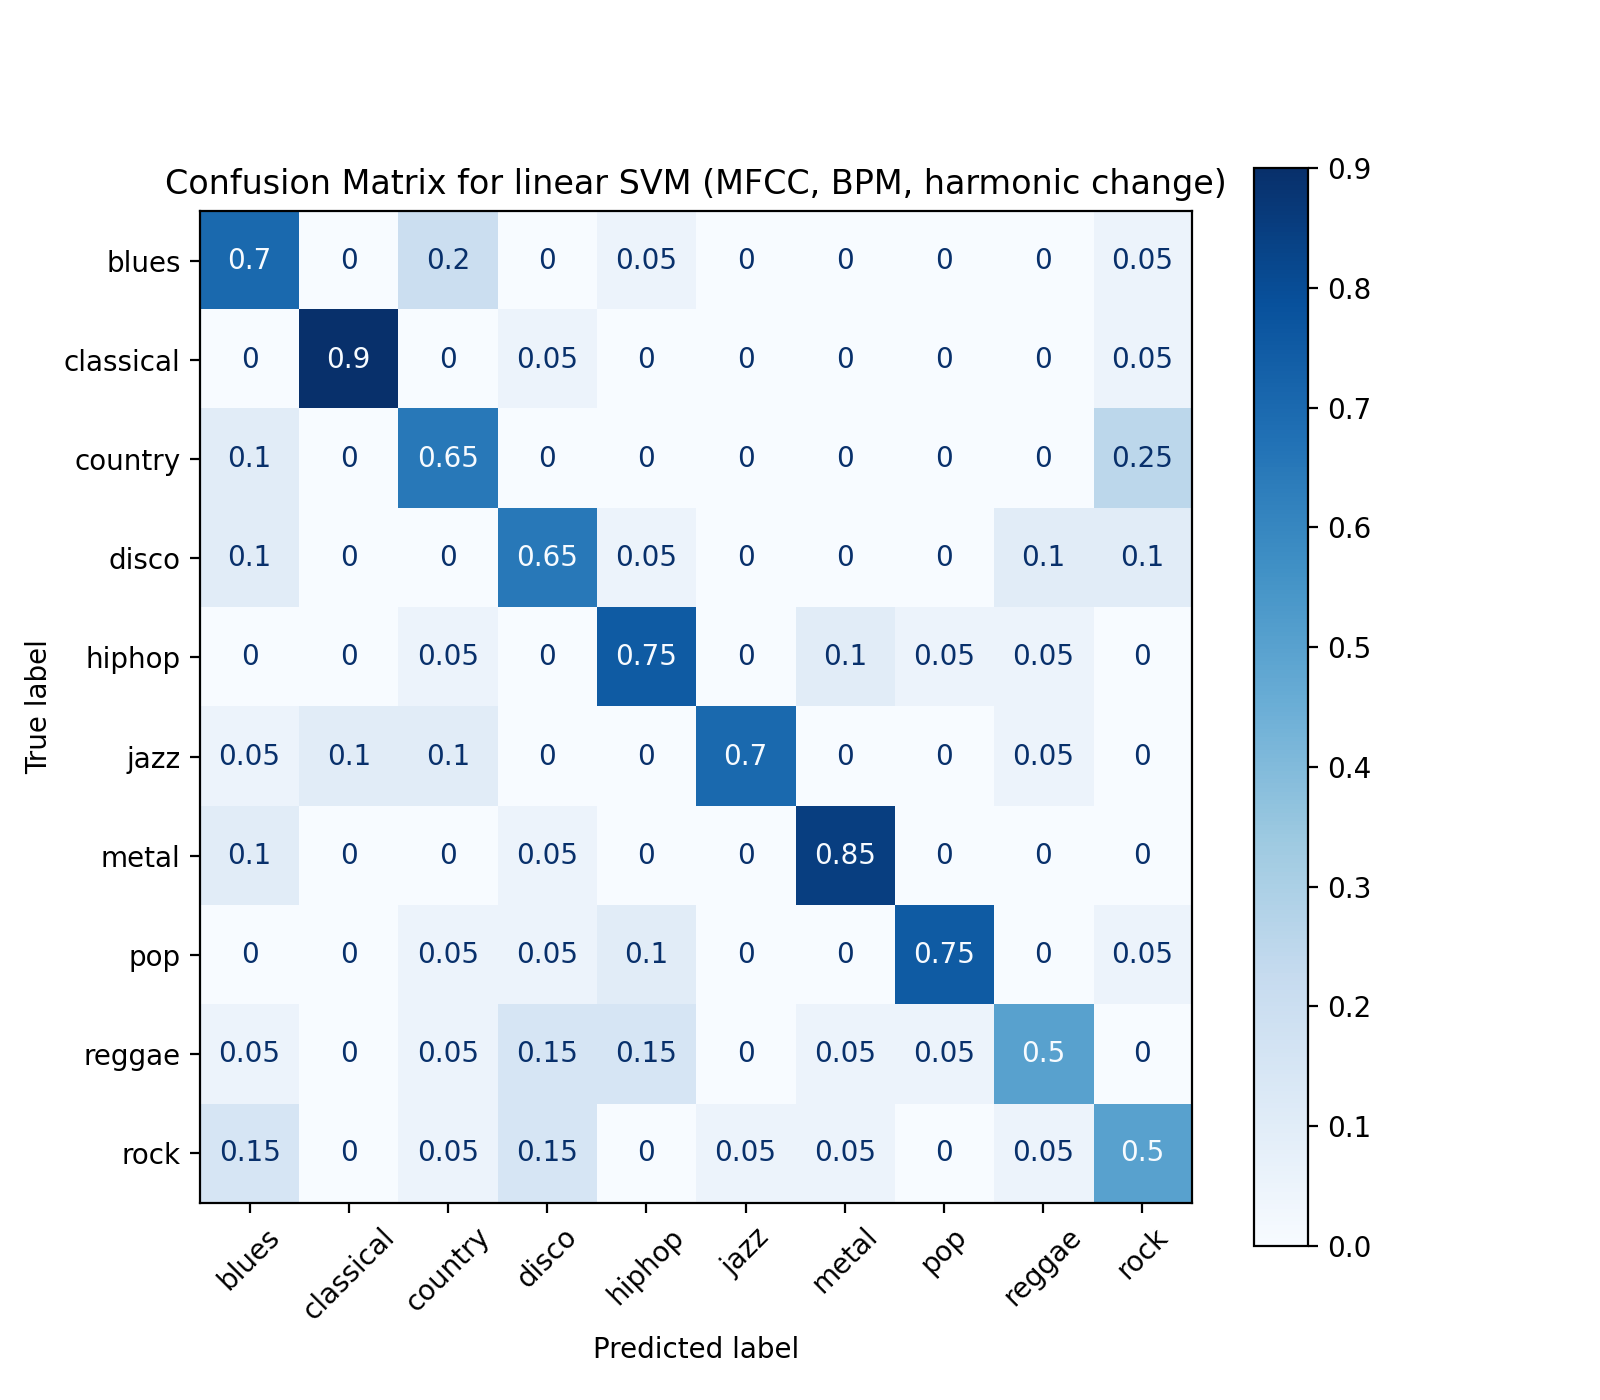 Confusion Matrix for linear SVM (MFCC, BPM, harmonic change)
True label
blues 0.7 0 0.2 0 0.05 0 0 0 0 0.05
classical 0 0.9 0 0.05 0 0 0 0 0 0.05
country 0.1 0 0.65 0 0 0 0 0 0 0.25
disco 0.1 0 0 0.65 0.05 0 0 0 0.1 0.1
hiphop 0 0 0.05 0 0.75 0 0.1 0.05 0.05 0
jazz 0.05 0.1 0.1 0 0 0.7 0 0 0.05 0
metal 0.1 0 0 0.05 0 0 0.85 0 0 0
pop 0 0 0.05 0.05 0.1 0 0 0.75 0 0.05
reggae 0.05 0 0.05 0.15 0.15 0 0.05 0.05 0.5 0
rock 0.15 0 0.05 0.15 0 0.05 0.05 0 0.05 0.5
blues classical country disco hiphop jazz metal pop reggae rock
Predicted label
0.9
0.8
0.7
0.6
0.5
0.4
0.3
0.2
0.1
0.0